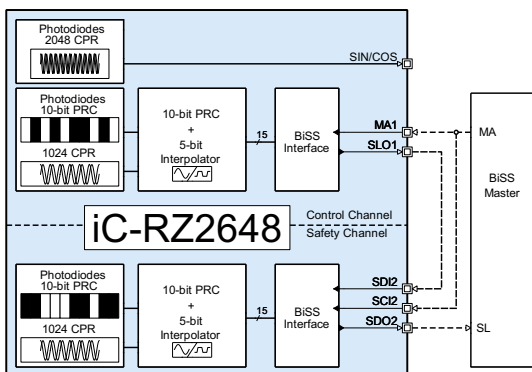 Photodiodes
2048 CPR
SIN/COS
Photodiodes
10-bit PRC
1024 CPR
10-bit PRC
+
5-bit
Interpolator
15
BiSS
Interface
MA1
SLO1
MA
BiSS
Master
SL
iC-RZ2648
Control Channel
Safety Channel
Photodiodes
10-bit PRC
1024 CPR
10-bit PRC
+
5-bit
Interpolator
15
BiSS
Interface
SDI2
SCI2
SDO2